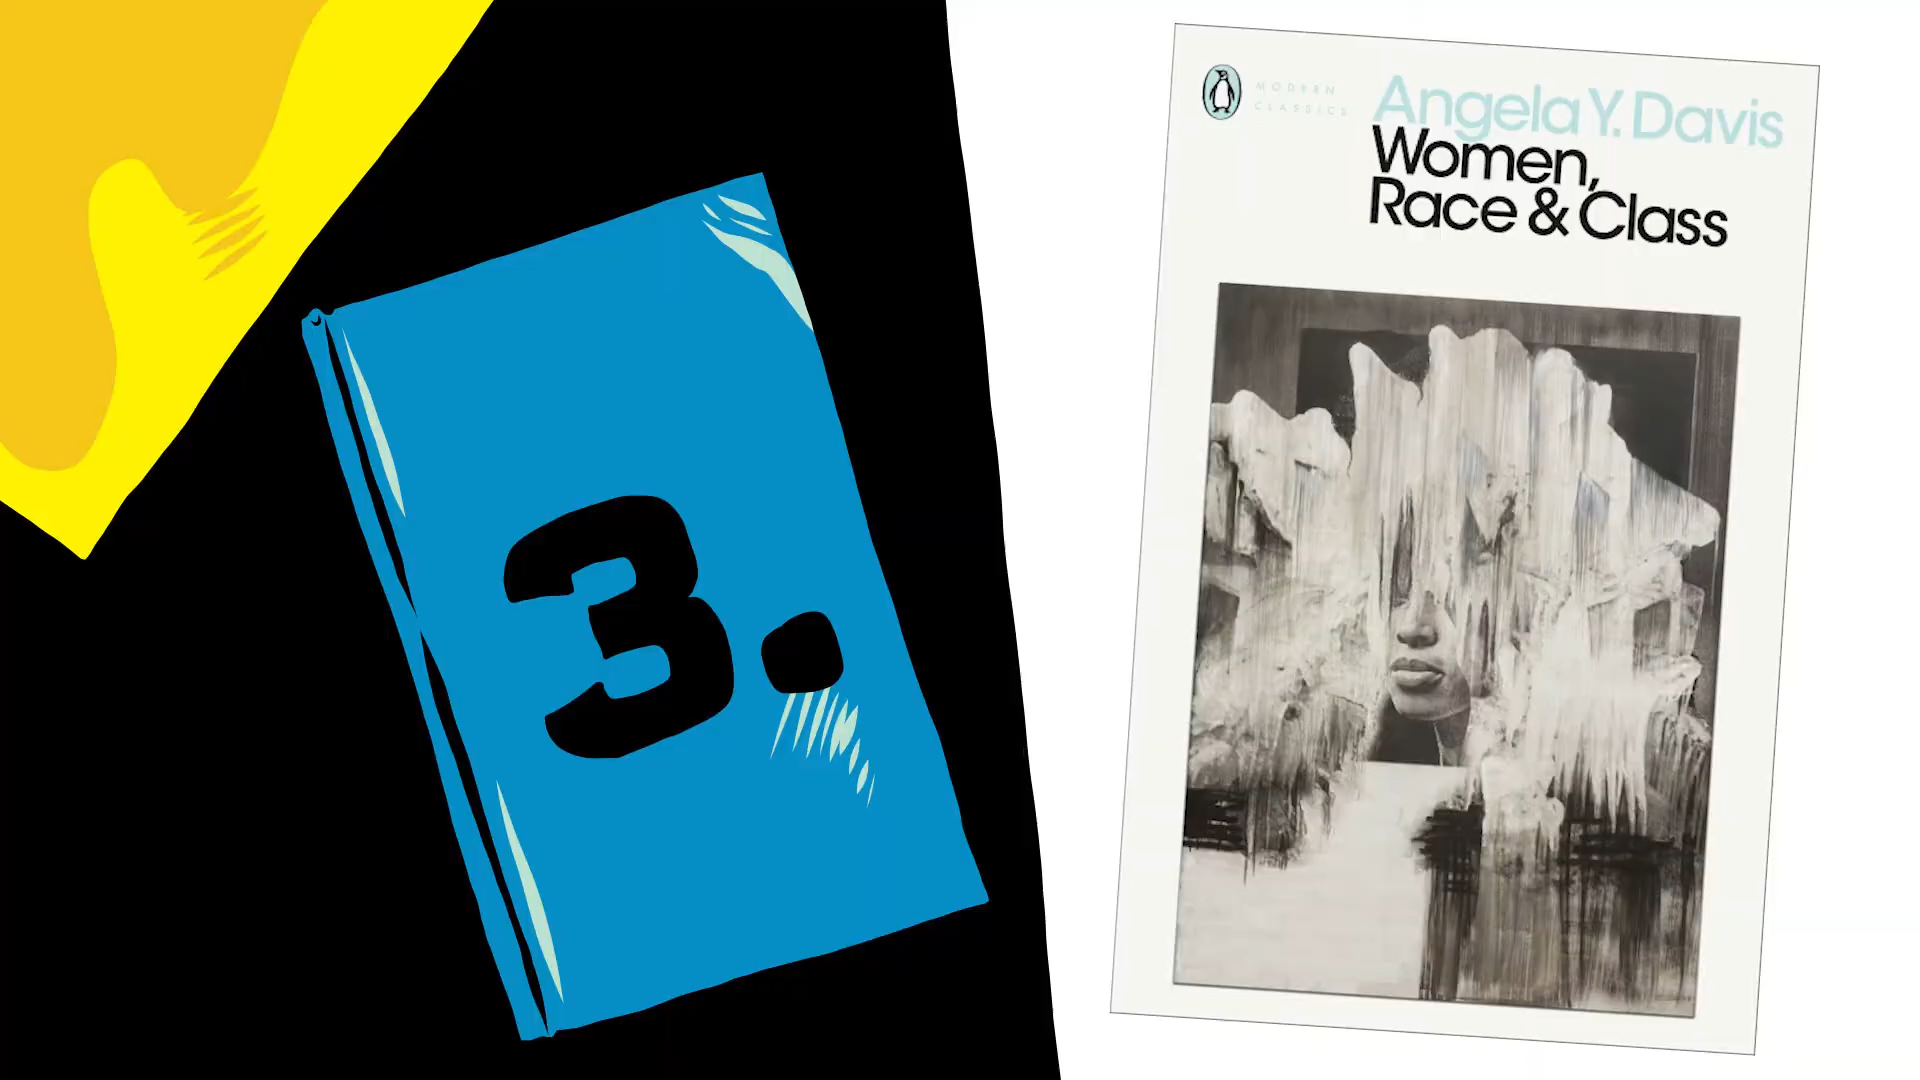 3.
MODERN
CLASSICS
Angela Y. Davis
Women,
Race & Class